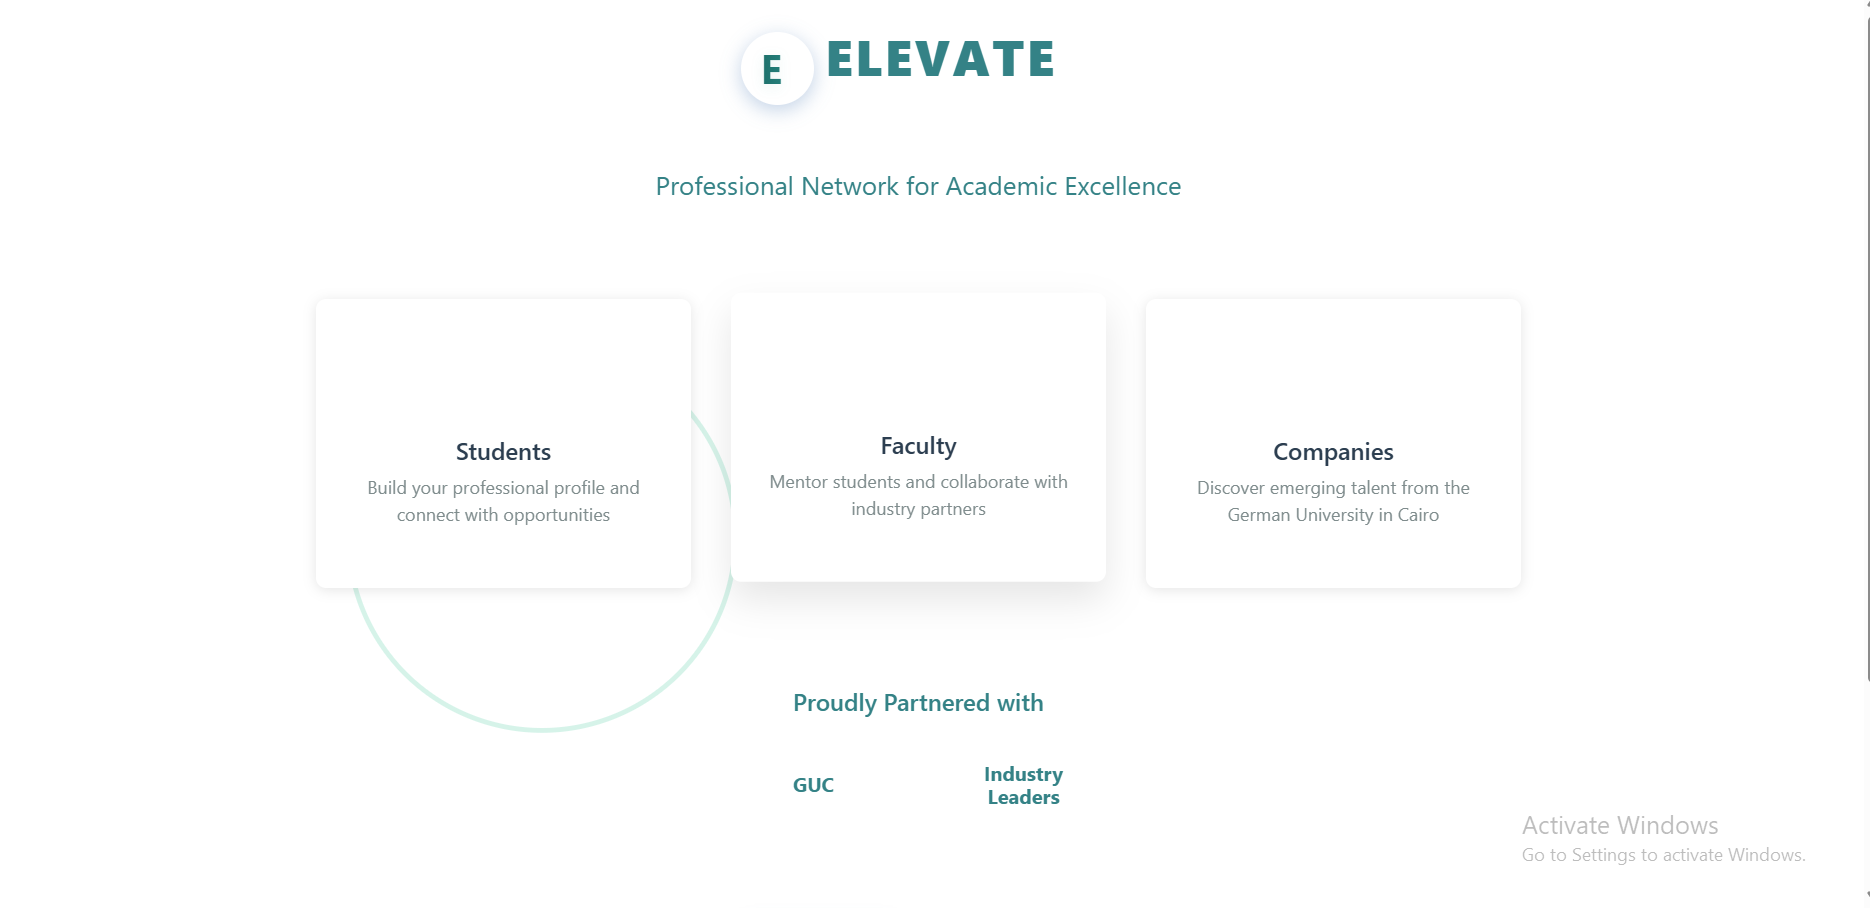 E
ELEVATE
Professional Network for Academic Excellence
Students
Build your professional profile and
connect with opportunities
Faculty
Mentor students and collaborate with
industry partners
Companies
Discover emerging talent from the
German University in Cairo
Proudly Partnered with
GUC
Industry
Leaders
Activate Windows
Go to Settings to activate Windows.